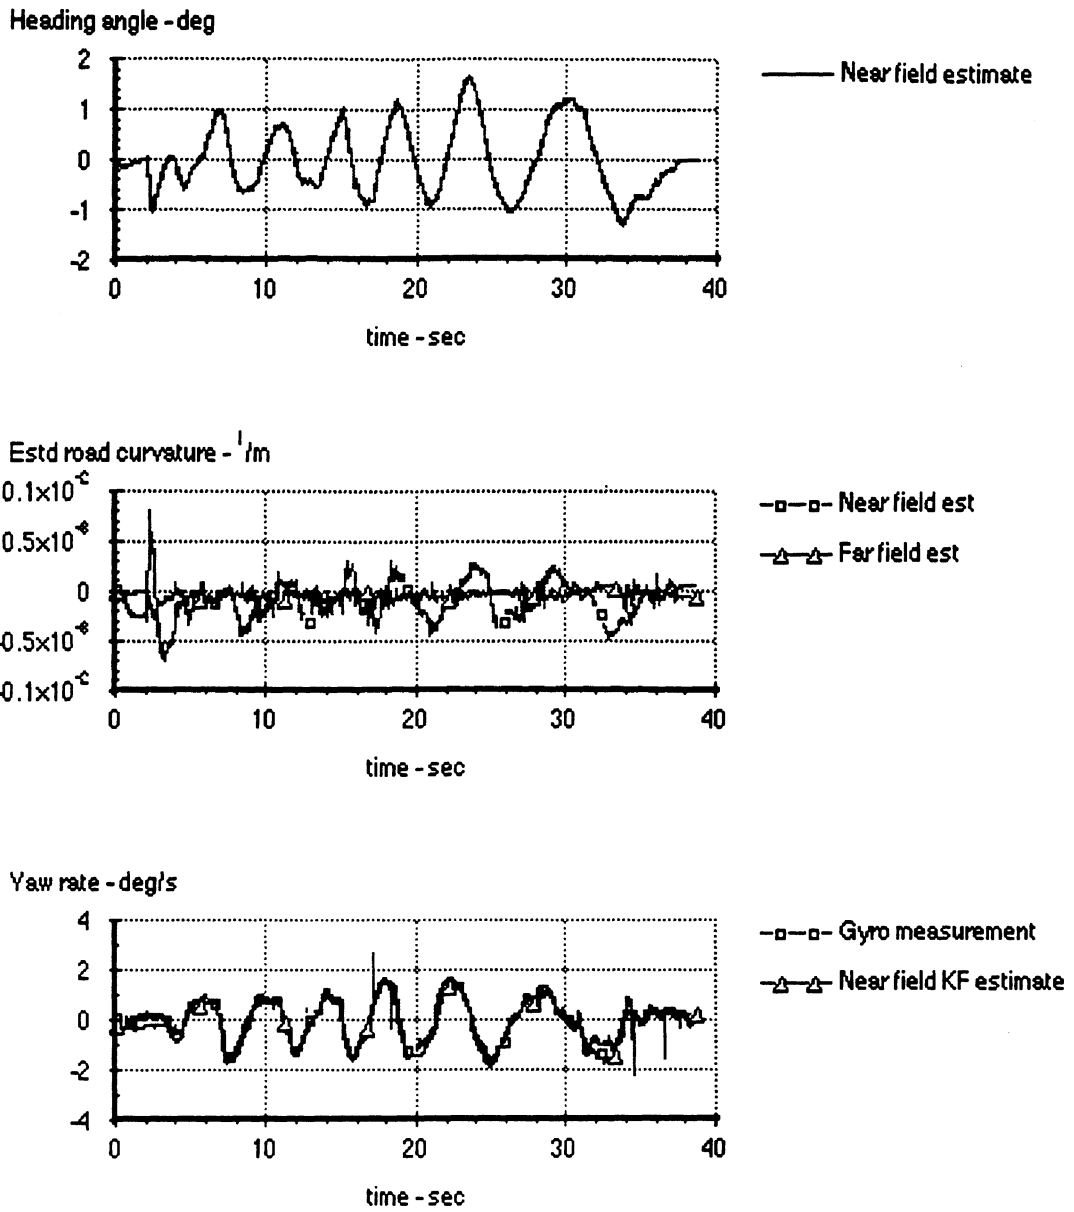 Heading angle - deg
2
1
0
-1
-2
0 10 20 30 40
time - sec
Near field estimate
Estd road curvature - 1/m
0
0 10 20 30 40
time - sec
Near field est
Far field est
Yaw rate - deg/s
4
2
0
-2
-4
0 10 20 30 40
time - sec
Gyro measurement
Near field KF estimate